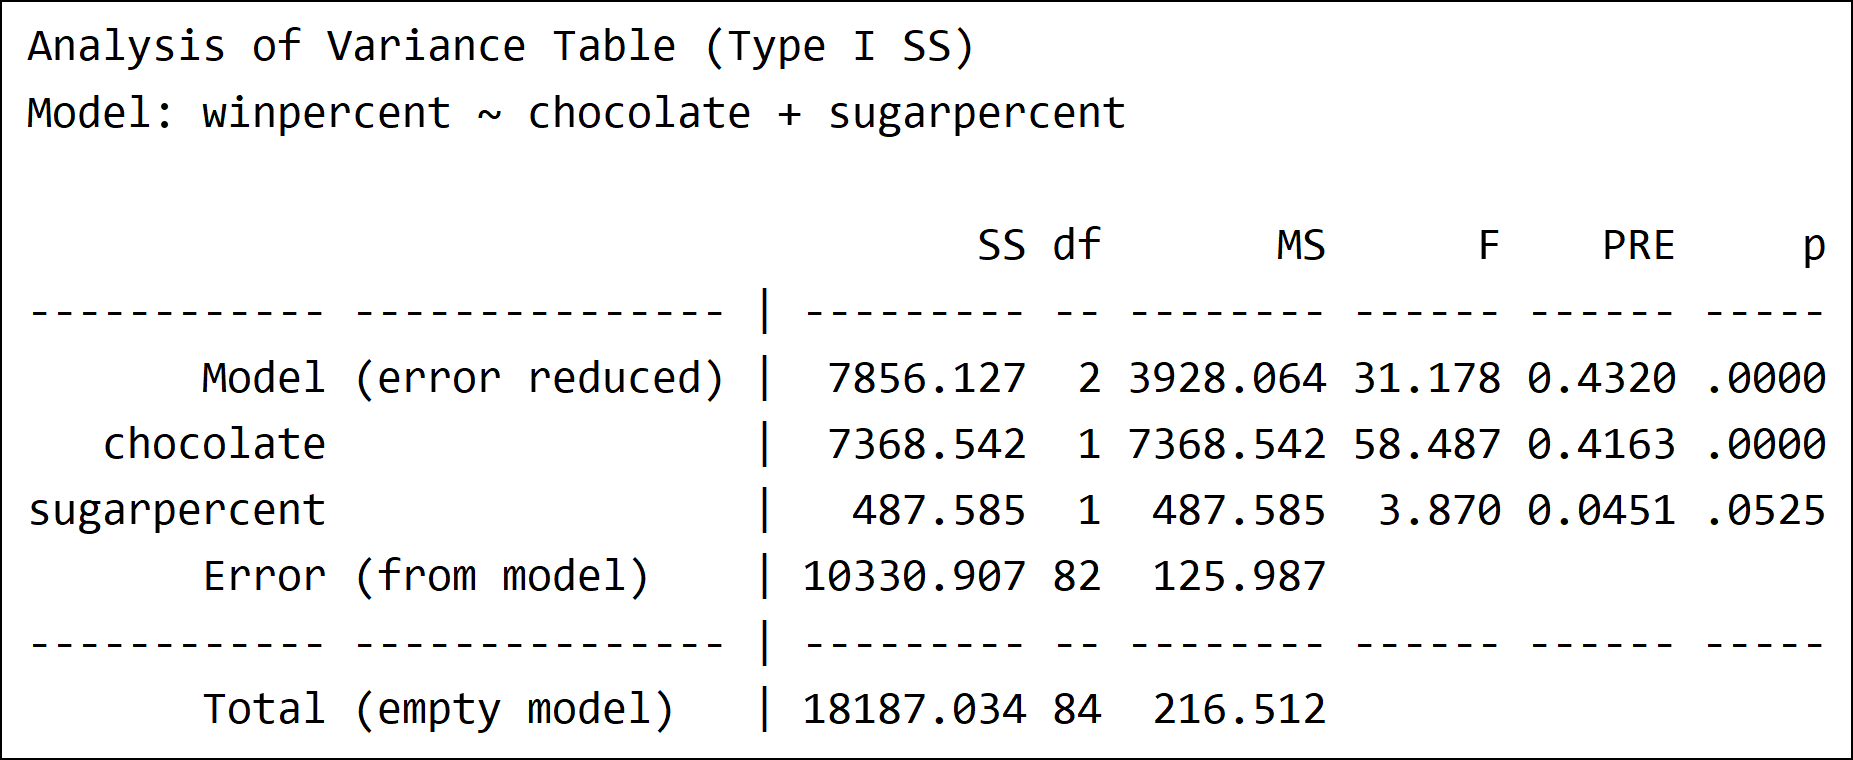 Analysis of Variance Table (Type I SS)
Model: winpercent ~ chocolate + sugarpercent

                                      SS df       MS      F    PRE     p
------------ --------------- | --------- -- -------- ------ ------ -----
       Model (error reduced) |  7856.127  2 3928.064 31.178 0.4320 .0000
   chocolate                 |  7368.542  1 7368.542 58.487 0.4163 .0000
sugarpercent                 |   487.585  1  487.585  3.870 0.0451 .0525
       Error (from model)    | 10330.907 82  125.987
------------ --------------- | --------- -- -------- ------ ------ -----
       Total (empty model)   | 18187.034 84  216.512